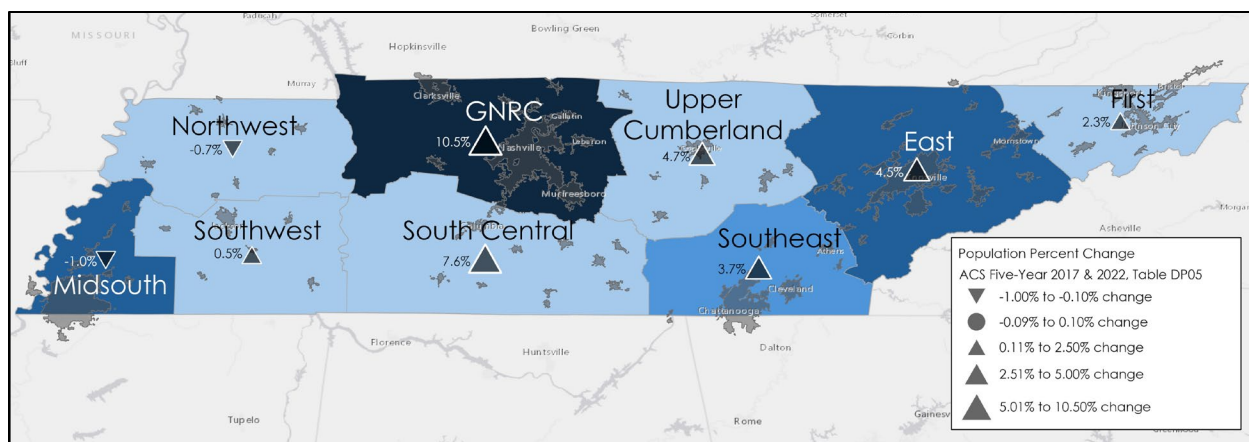 Paducah
Somerset
MISSOURI
Bowling Green
Corbin
Hopkinsville
Murray
Clarksville
GNRC
10.5%
Gallatin
Nashville
Lebanon
Murfreesboro
Upper
Cumberland
4.7%
First
2.3%
Northwest
-0.7%
East
4.5%
Morristown
Southwest
0.5%
South Central
7.6%
Southeast
3.7%
Athens
Cleveland
Chattanooga
-1.0%
Midsouth
Asheville
Morgan
Population Percent Change
ACS Five-Year 2017 & 2022, Table DP05
-1.00% to -0.10% change
-0.09% to 0.10% change
0.11% to 2.50% change
2.51% to 5.00% change
5.01% to 10.50% change
Florence
Huntsville
Dalton
Tupelo
Rome
Gainesv